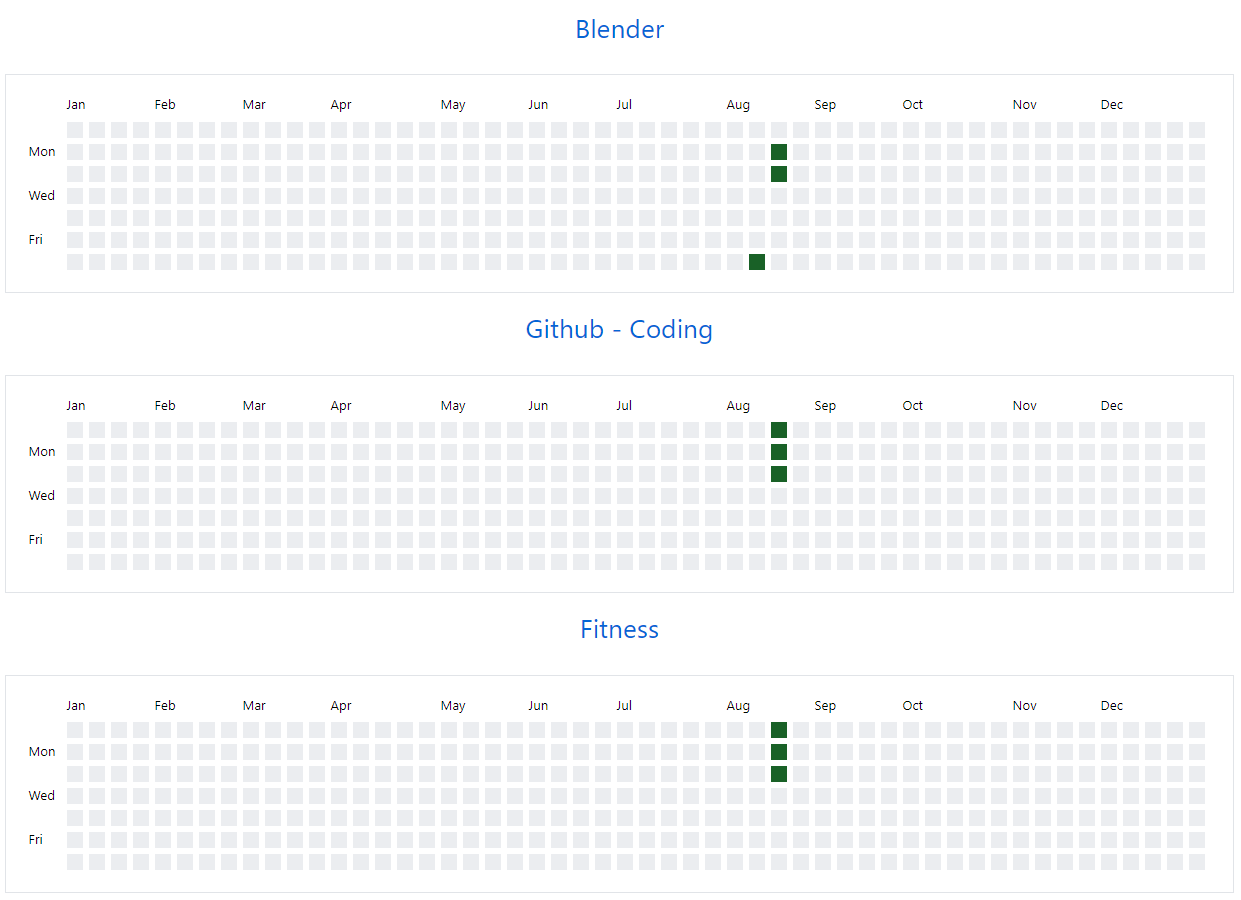 Blender
Jan Feb Mar Apr May Jun Jul Aug Sep Oct Nov Dec
Mon
Wed
Fri
Github - Coding
Jan Feb Mar Apr May Jun Jul Aug Sep Oct Nov Dec
Mon
Wed
Fri
Fitness
Jan Feb Mar Apr May Jun Jul Aug Sep Oct Nov Dec
Mon
Wed
Fri